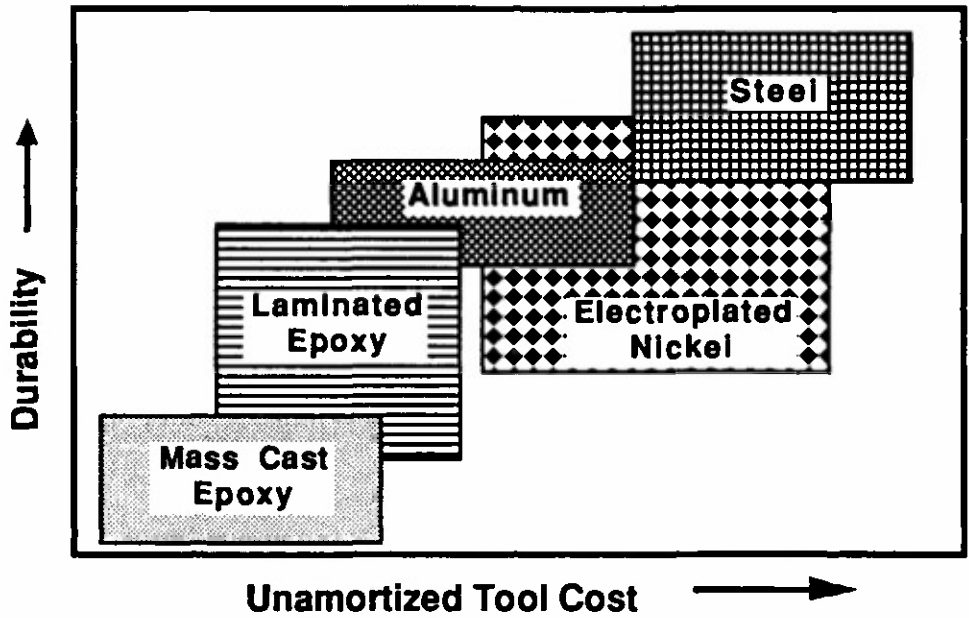 Durability
Steel
Aluminum
Laminated
Epoxy
Electroplated
Nickel
Mass Cast
Epoxy
Unamortized Tool Cost